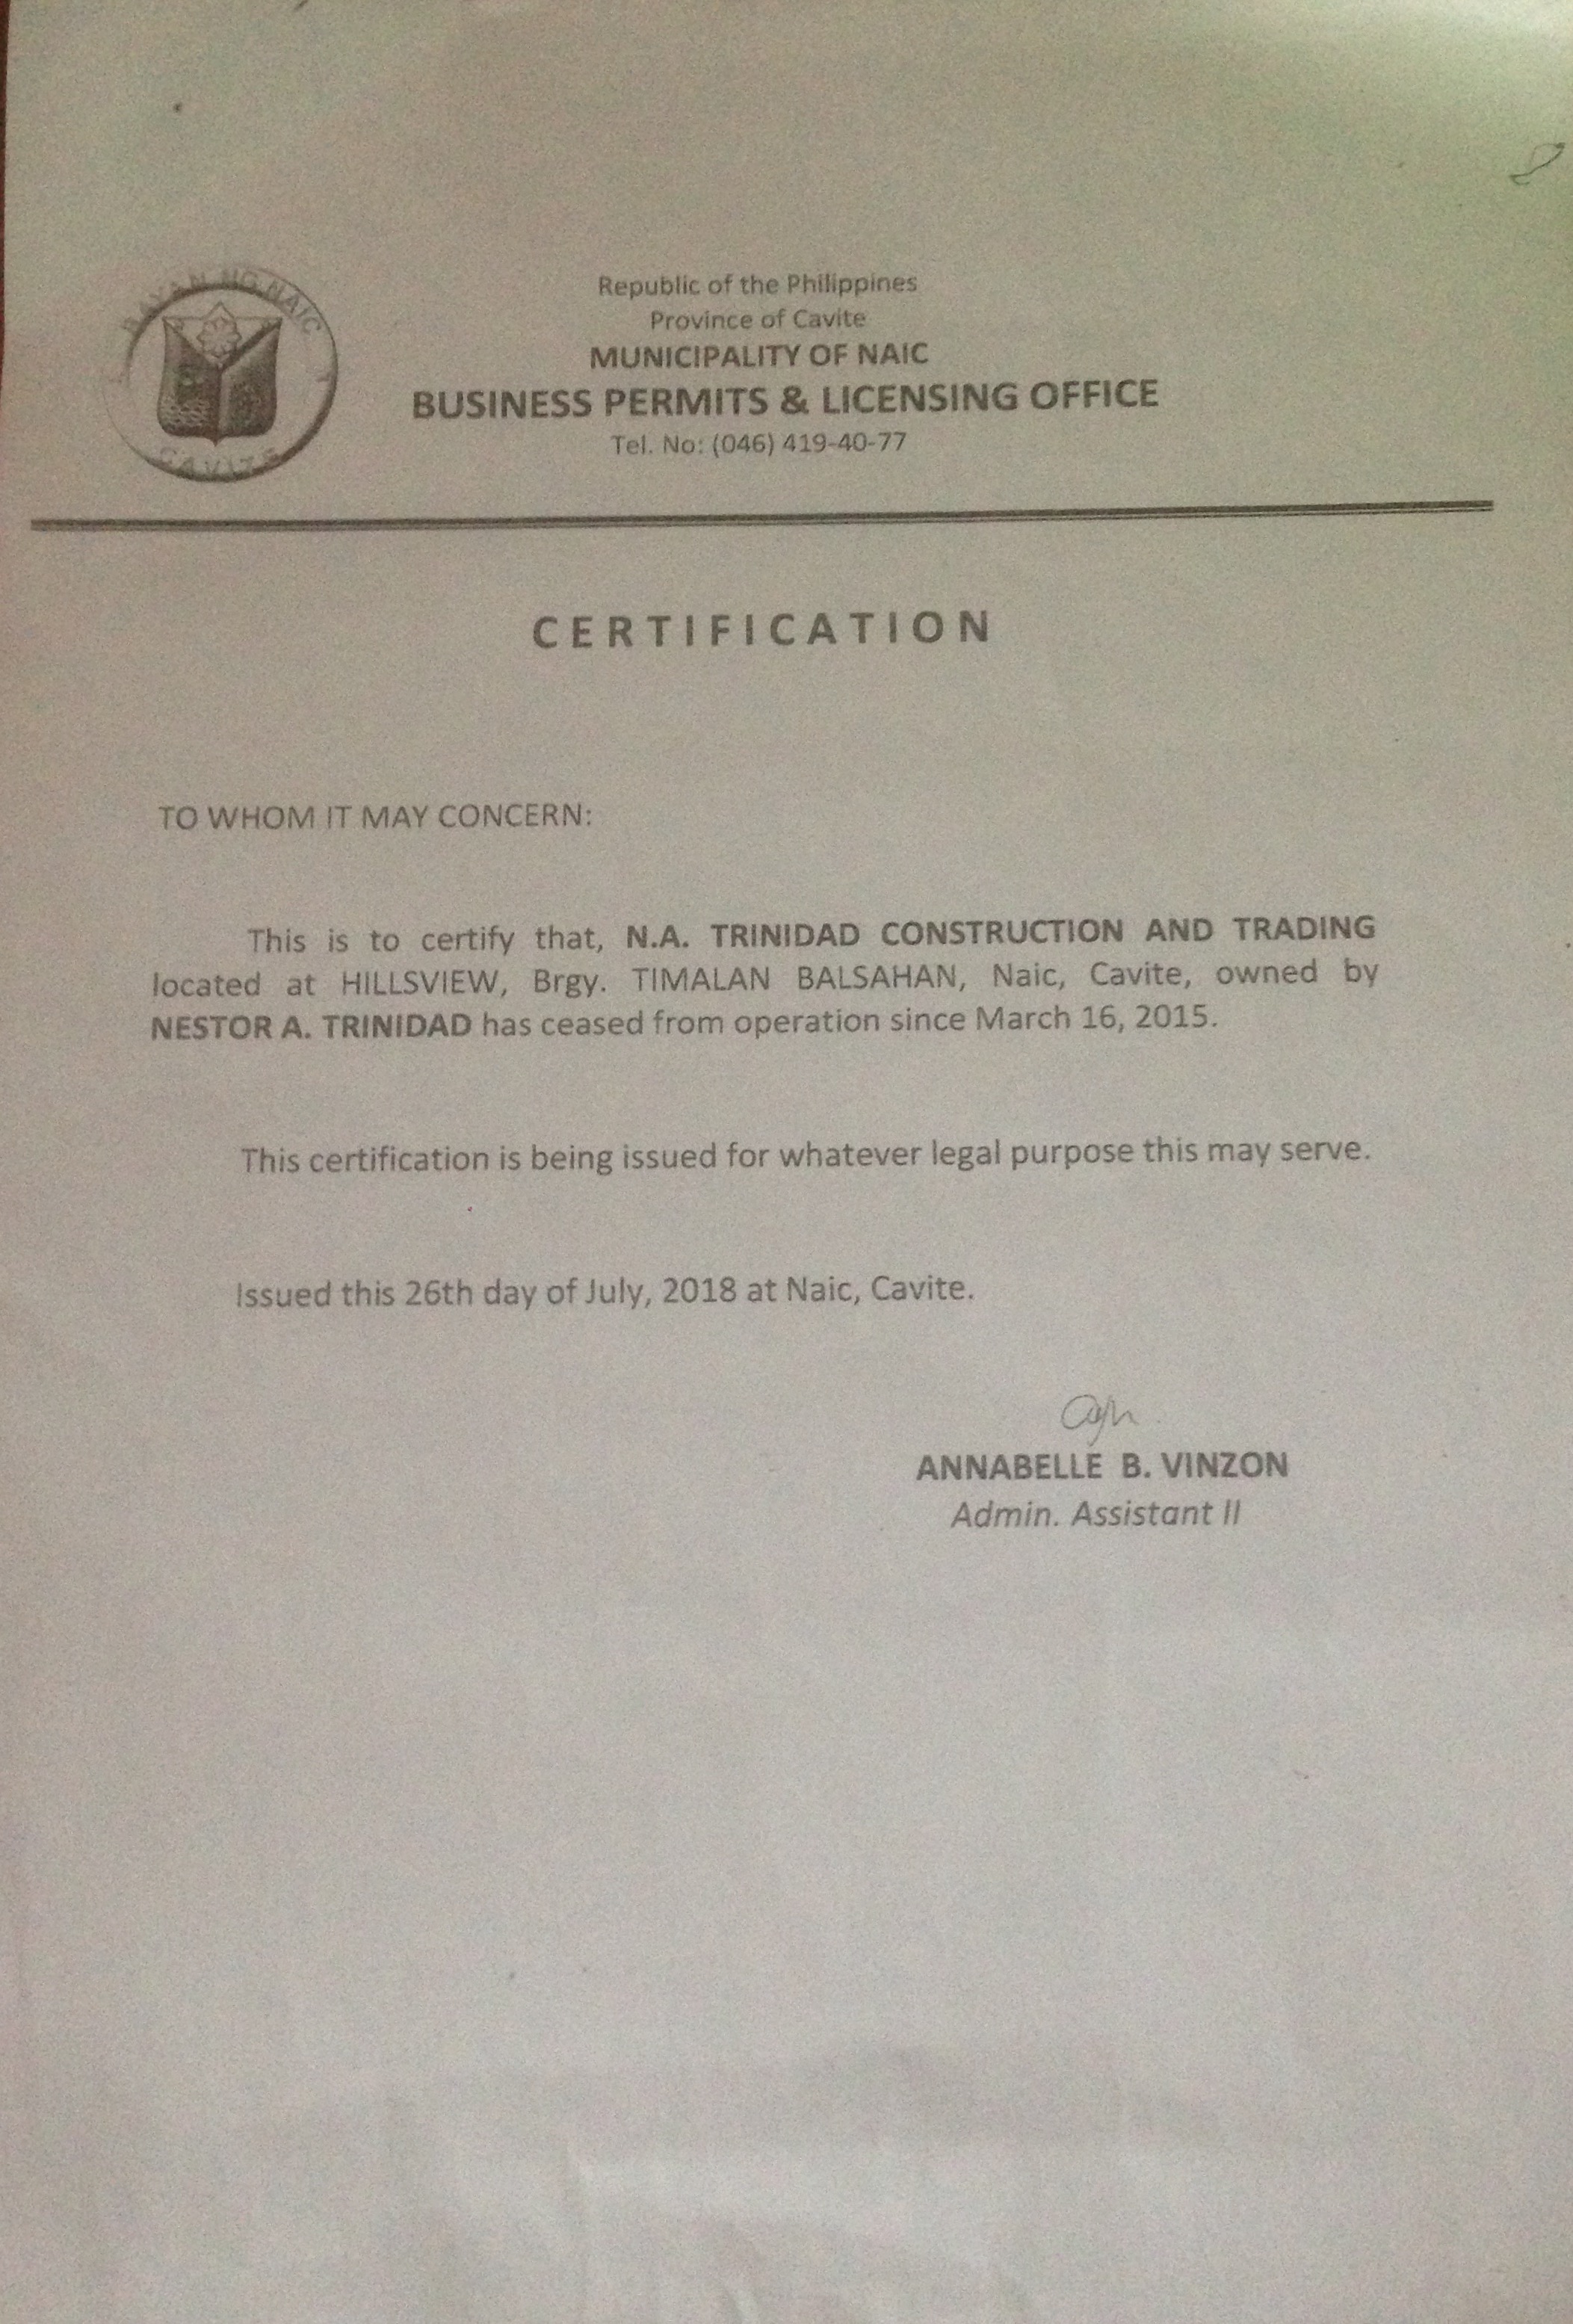 BAYAN NG NAIC
CAVITE
Republic of the Philippines
Province of Cavite
MUNICIPALITY OF NAIC
BUSINESS PERMITS & LICENSING OFFICE
Tel. No: (046) 419-40-77
CERTIFICATION
TO WHOM IT MAY CONCERN:
This is to certify that, N.A. TRINIDAD CONSTRUCTION AND TRADING
located at HILLSVIEW, Brgy. TIMALAN BALSAHAN, Naic, Cavite, owned by
NESTOR A. TRINIDAD has ceased from operation since March 16, 2015.
This certification is being issued for whatever legal purpose this may serve.
Issued this 26th day of July, 2018 at Naic, Cavite.
ANNABELLE B. VINZON
Admin. Assistant II